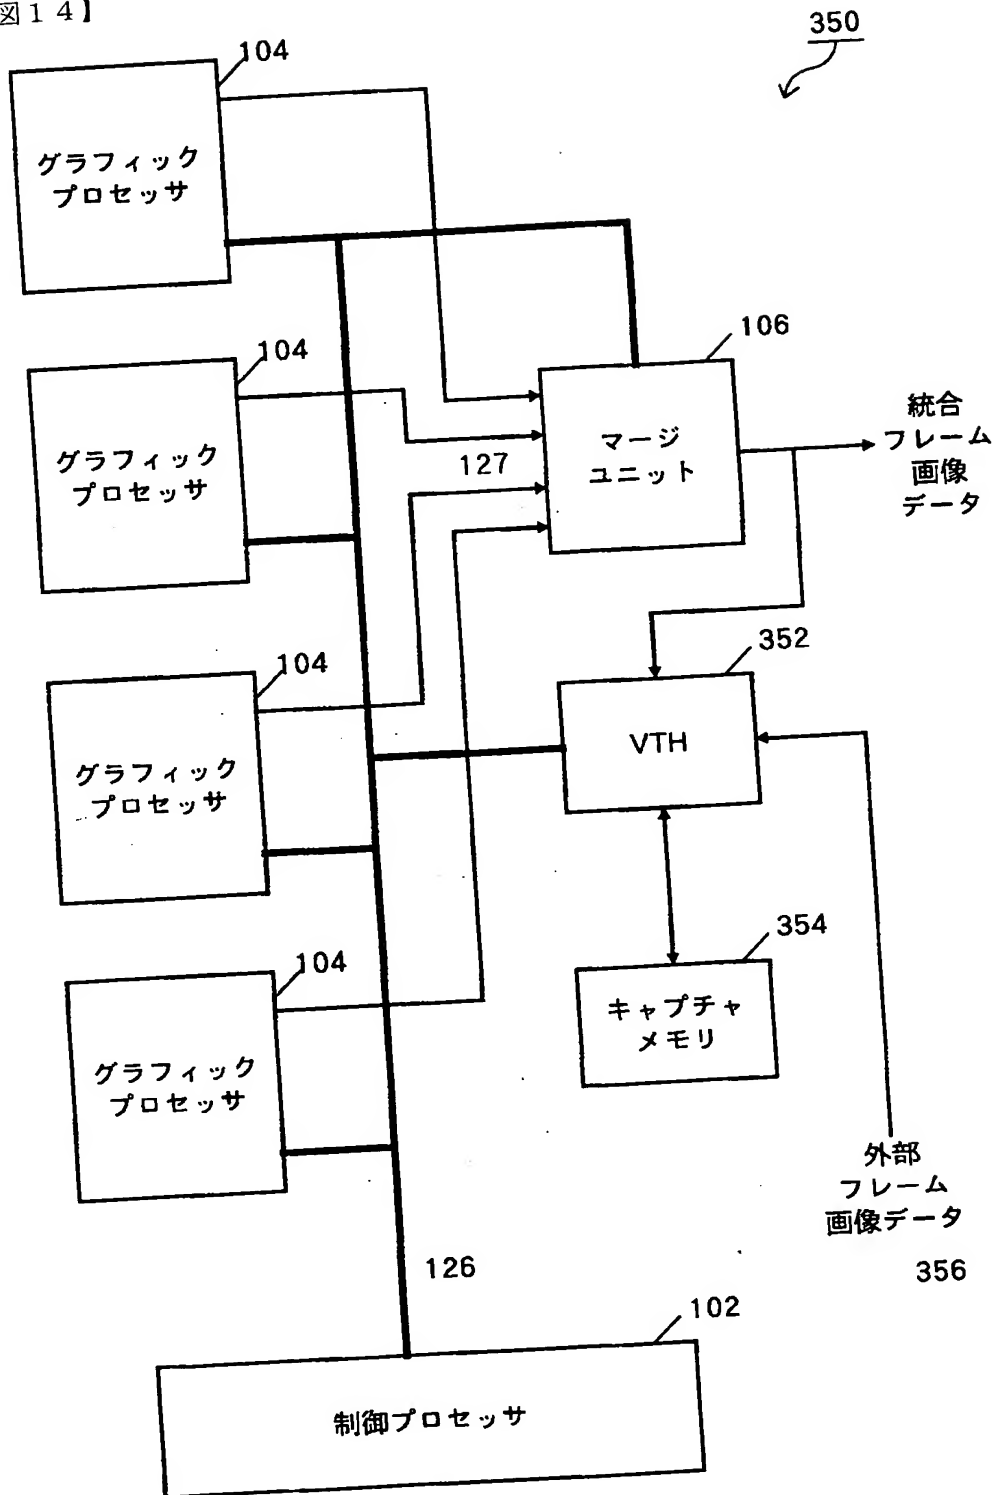 図14】
350
104
グラフィック
プロセッサ
104
グラフィック
プロセッサ
106
マージ
ユニット
127
統合
フレーム
画像
データ
104
グラフィック
プロセッサ
352
VTH
104
グラフィック
プロセッサ
354
キャプチャ
メモリ
外部
フレーム
画像データ
356
126
102
制御プロセッサ